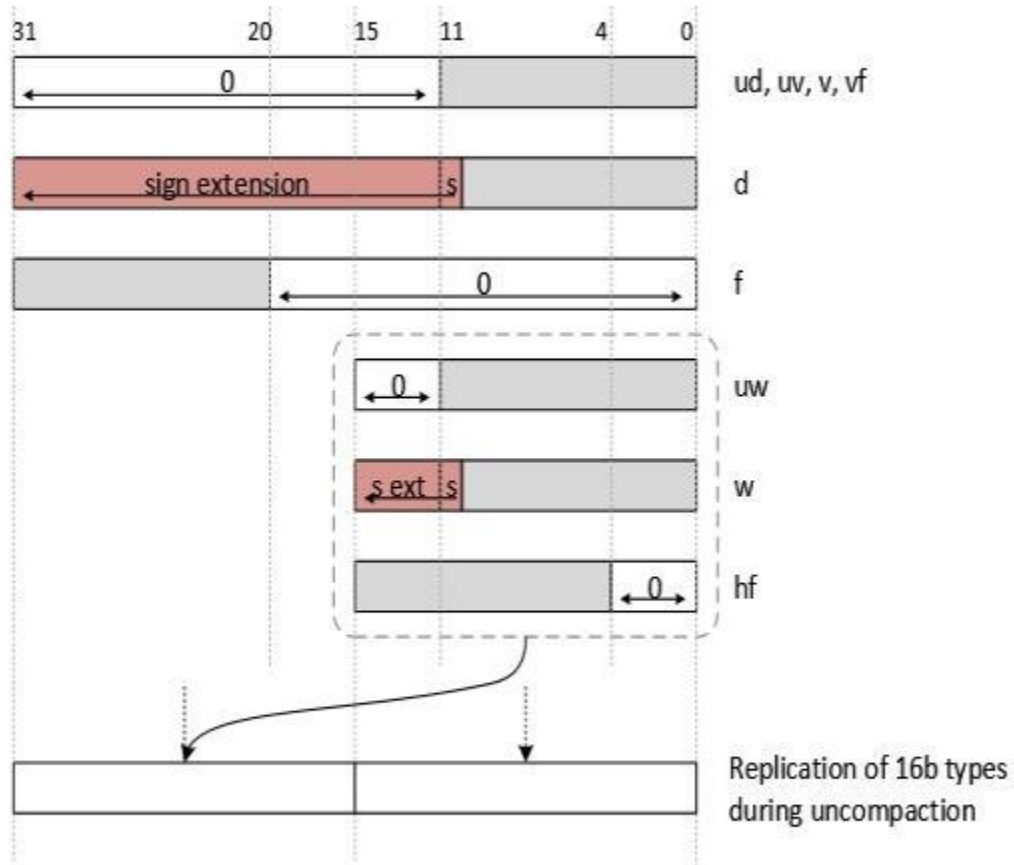 31 20 15 11 4 0
0 ud, uv, v, vf
sign extension s d
0 f
0 uw
s ext s w
0 hf
Replication of 16b types
during uncompaction